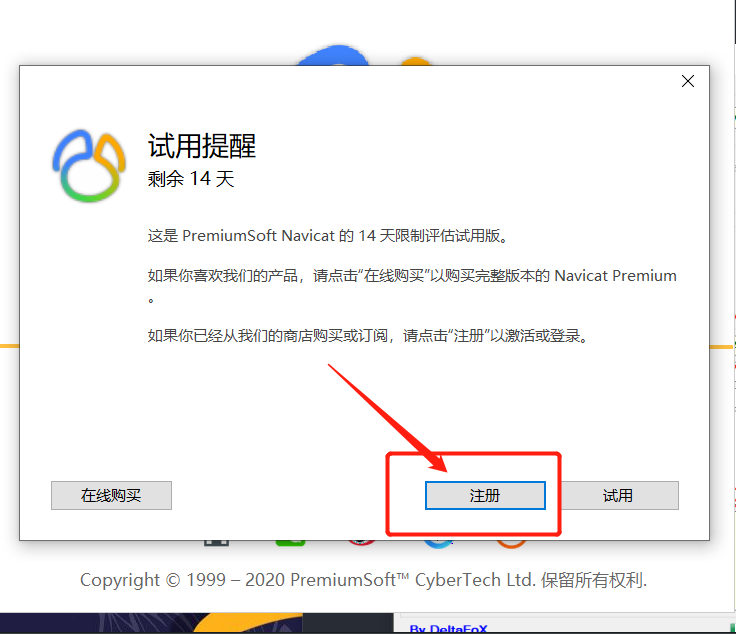 试用提醒
剩余 14 天
这是 PremiumSoft Navicat 的 14 天限制评估试用版。
如果你喜欢我们的产品，请点击“在线购买”以购买完整版本的 Navicat Premium
。
如果你已经从我们的商店购买或订阅，请点击“注册”以激活或登录。
在线购买
注册
试用
Copyright © 1999 – 2020 PremiumSoft™ CyberTech Ltd. 保留所有权利.
By DeltaFoX